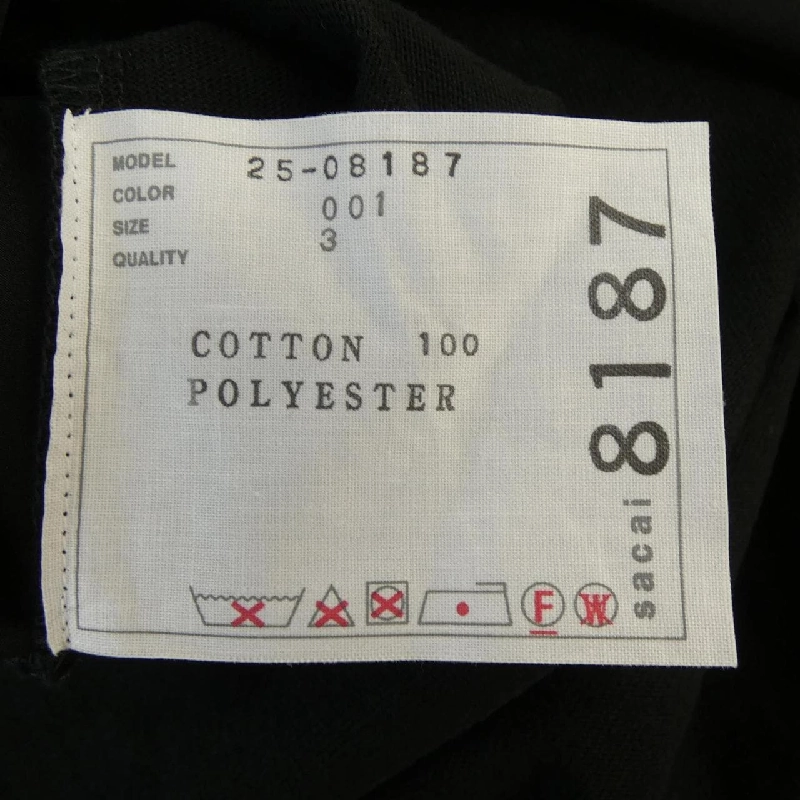 MODEL 25-08187
COLOR 001
SIZE 3
QUALITY
COTTON 100
POLYESTER
F W
sacai 8187